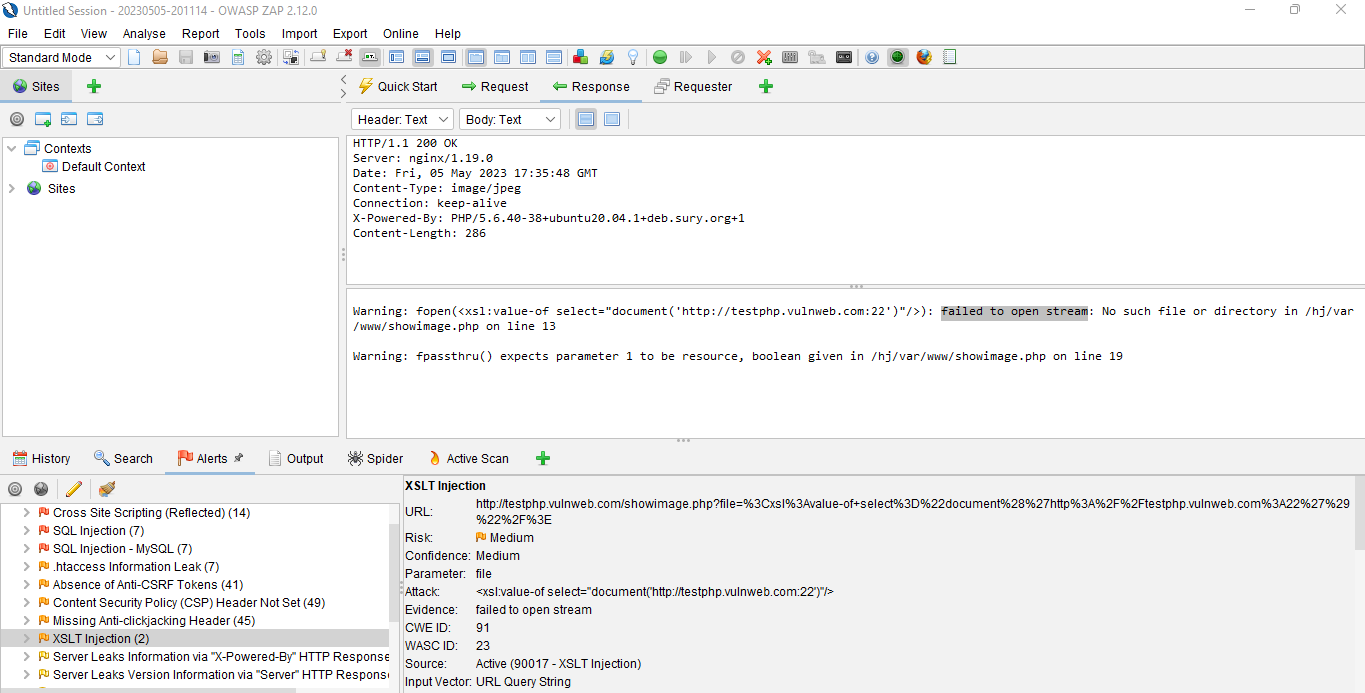 Untitled Session - 20230505-201114 - OWASP ZAP 2.12.0
File Edit View Analyse Report Tools Import Export Online Help
Standard Mode
Sites
Quick Start Request Response Requester
Header: Text Body: Text
Contexts
Default Context
Sites
HTTP/1.1 200 OK
Server: nginx/1.19.0
Date: Fri, 05 May 2023 17:35:48 GMT
Content-Type: image/jpeg
Connection: keep-alive
X-Powered-By: PHP/5.6.40-38+ubuntu20.04.1+deb.sury.org+1
Content-Length: 286
Warning: fopen(<xsl:value-of select="document('http://testphp.vulnweb.com:22')"/>): failed to open stream: No such file or directory in /hj/var
/www/showimage.php on line 13
Warning: fpassthru() expects parameter 1 to be resource, boolean given in /hj/var/www/showimage.php on line 19
History Search Alerts Output Spider Active Scan
Cross Site Scripting (Reflected) (14)
SQL Injection (7)
SQL Injection - MySQL (7)
.htaccess Information Leak (7)
Absence of Anti-CSRF Tokens (41)
Content Security Policy (CSP) Header Not Set (49)
Missing Anti-clickjacking Header (45)
XSLT Injection (2)
Server Leaks Information via "X-Powered-By" HTTP Response
Server Leaks Version Information via "Server" HTTP Respons
XSLT Injection
URL: http://testphp.vulnweb.com/showimage.php?file=%3Cxsl%3Avalue-of+select%3D%22document%28%27http%3A%2F%2Ftestphp.vulnweb.com%3A22%27%29
%22%2F%3E
Risk: Medium
Confidence: Medium
Parameter: file
Attack: <xsl:value-of select="document('http://testphp.vulnweb.com:22')"/>
Evidence: failed to open stream
CWE ID: 91
WASC ID: 23
Source: Active (90017 - XSLT Injection)
Input Vector: URL Query String